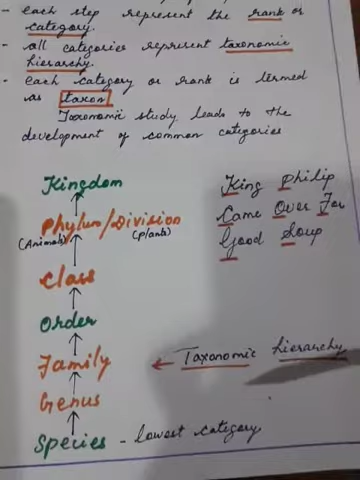 - each step represent the rank or
category.
- all categories represent taxonomic
hierarchy.
- each category or rank is termed
as taxon
Taxonomic study leads to the
development of common categories
Kingdom
Phylum/Division
(Animals) (Plants)
Class
Order
Family
Genus
Species - lowest category
King Philip
Came Over For
Good Soup
← Taxonomic hierarchy